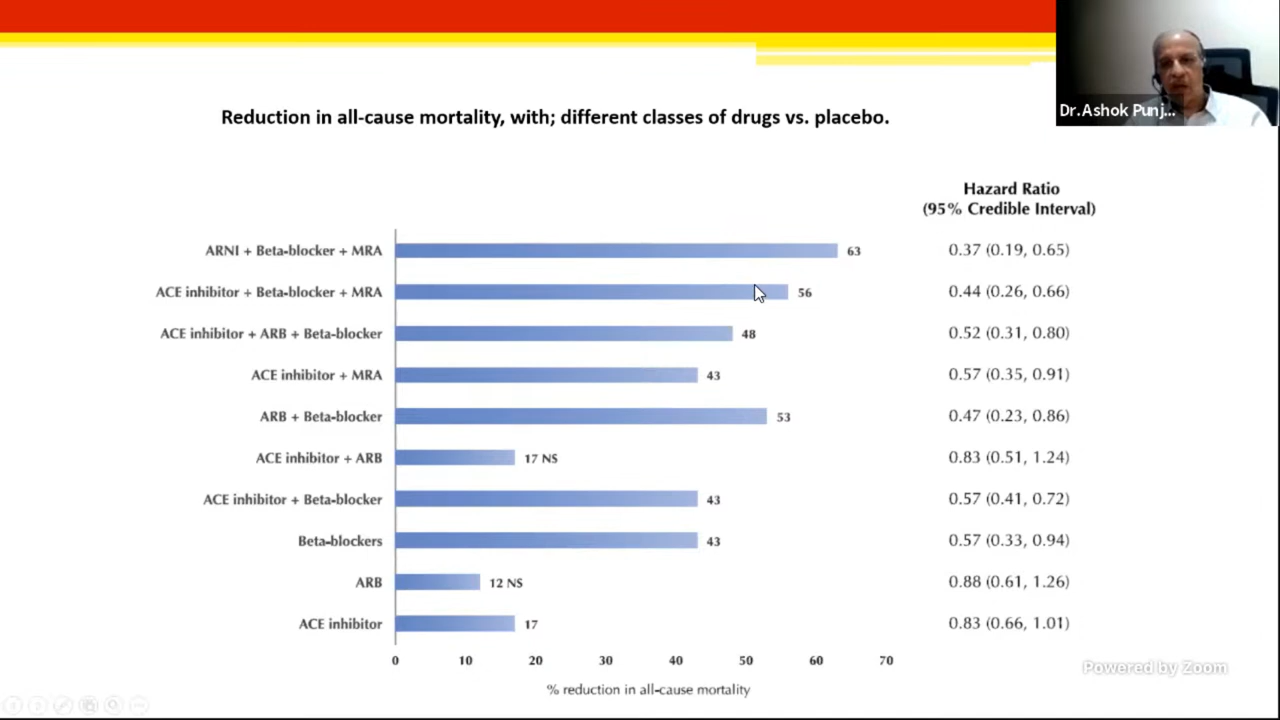 Dr.Ashok Punj...
Reduction in all-cause mortality, with; different classes of drugs vs. placebo.
Hazard Ratio
(95% Credible Interval)
ARNI + Beta-blocker + MRA 63 0.37 (0.19, 0.65)
ACE inhibitor + Beta-blocker + MRA 56 0.44 (0.26, 0.66)
ACE inhibitor + ARB + Beta-blocker 48 0.52 (0.31, 0.80)
ACE inhibitor + MRA 43 0.57 (0.35, 0.91)
ARB + Beta-blocker 53 0.47 (0.23, 0.86)
ACE inhibitor + ARB 17 NS 0.83 (0.51, 1.24)
ACE inhibitor + Beta-blocker 43 0.57 (0.41, 0.72)
Beta-blockers 43 0.57 (0.33, 0.94)
ARB 12 NS 0.88 (0.61, 1.26)
ACE inhibitor 17 0.83 (0.66, 1.01)
0 10 20 30 40 50 60 70
% reduction in all-cause mortality
Powered by Zoom